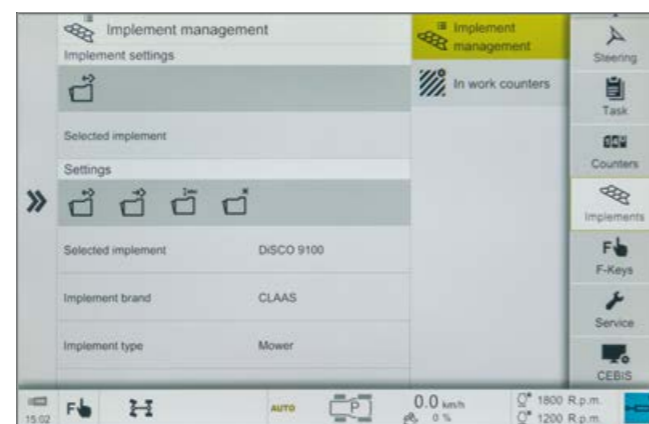 Implement management
Implement settings
Selected implement
Settings
Selected implement DISCO 9100
Implement brand CLAAS
Implement type Mower
Implement
management
In work counters
Steering
Task
Counters
Implements
F-Keys
Service
CEBIS
15:02
F
AUTO
P
0.0 km/h
0 %
1800 R.p.m.
1200 R.p.m.